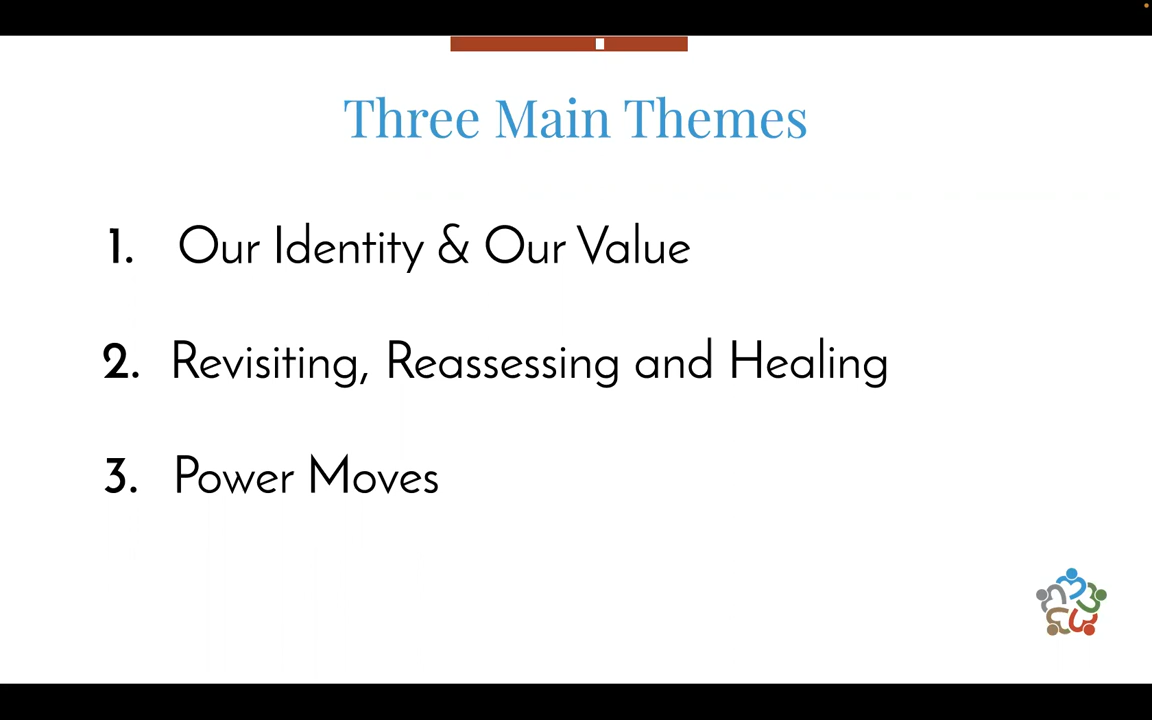 Three Main Themes
1. Our Identity & Our Value
2. Revisiting, Reassessing and Healing
3. Power Moves